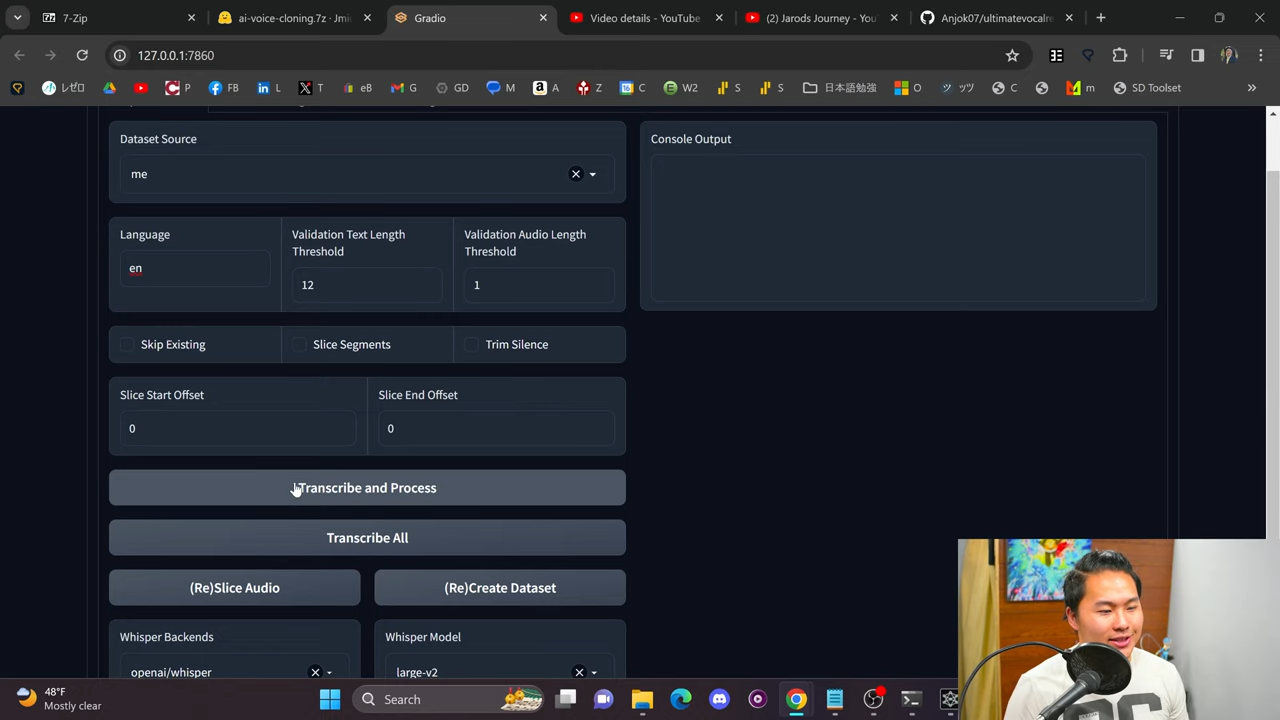 7-Zip
ai-voice-cloning.7z · Jmic
Gradio
Video details - YouTube
(2) Jarods Journey - You
Anjok07/ultimatevocalre
127.0.0.1:7860
レゼロ
P
FB
L
T
eB
G
GD
M
A
Z
C
W2
S
S
日本語勉強
O
ッツ
C
m
SD Toolset
Dataset Source
me
Console Output
Language
en
Validation Text Length
Threshold
12
Validation Audio Length
Threshold
1
Skip Existing
Slice Segments
Trim Silence
Slice Start Offset
0
Slice End Offset
0
Transcribe and Process
Transcribe All
(Re)Slice Audio
(Re)Create Dataset
Whisper Backends
openai/whisper
Whisper Model
large-v2
48°F
Mostly clear
Search